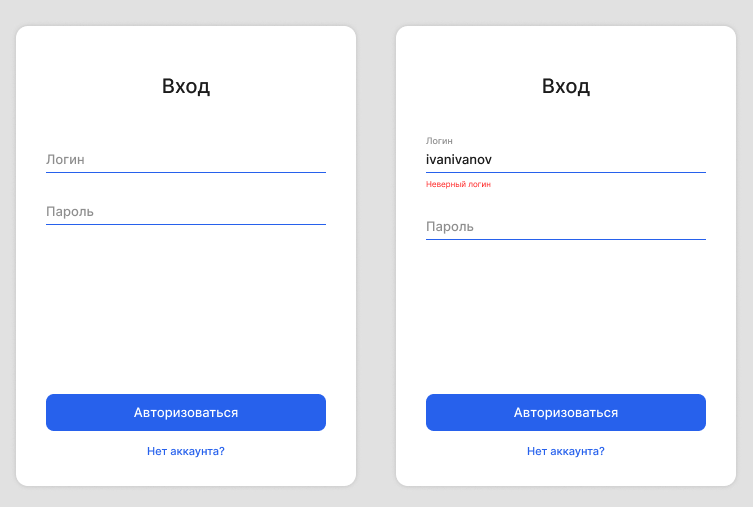 Вход
Логин
Пароль
Авторизоваться
Нет аккаунта?
Вход
Логин
ivanivanov
Неверный логин
Пароль
Авторизоваться
Нет аккаунта?